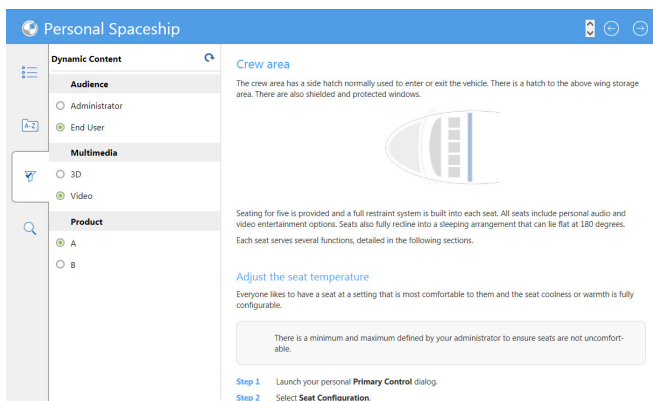 Personal Spaceship
Dynamic Content
Audience
Administrator
A-Z
End User
Multimedia
3D
Video
Product
A
B
Crew area
The crew area has a side hatch normally used to enter or exit the vehicle. There is a hatch to the above wing storage
area. There are also shielded and protected windows.
Seating for five is provided and a full restraint system is built into each seat. All seats include personal audio and
video entertainment options. Seats also fully recline into a sleeping arrangement that can lie flat at 180 degrees.
Each seat serves several functions, detailed in the following sections.
Adjust the seat temperature
Everyone likes to have a seat at a setting that is most comfortable to them and the seat coolness or warmth is fully
configurable.
There is a minimum and maximum defined by your administrator to ensure seats are not uncomfort-
able.
Step 1 Launch your personal Primary Control dialog.
Step 2 Select Seat Configuration.